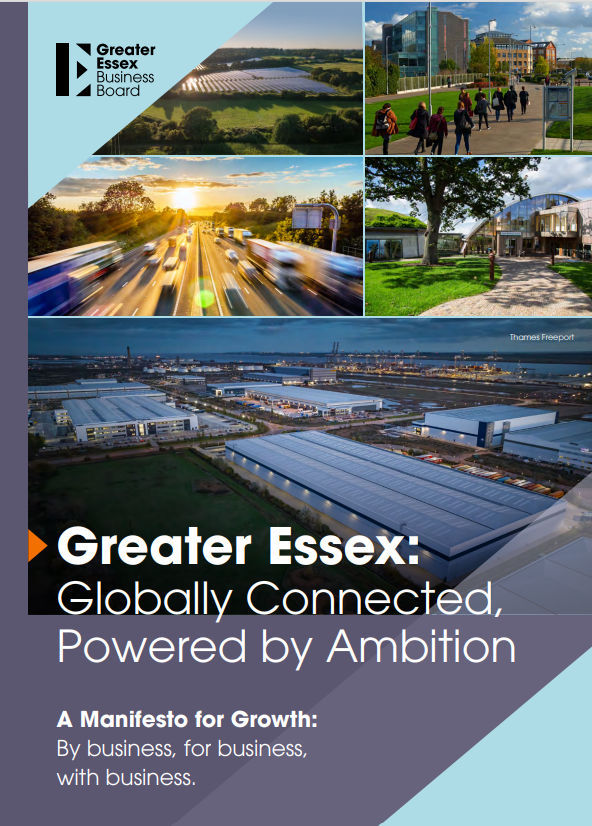 Greater
Essex
Business
Board
Thames Freeport
Greater Essex:
Globally Connected,
Powered by Ambition
A Manifesto for Growth:
By business, for business,
with business.